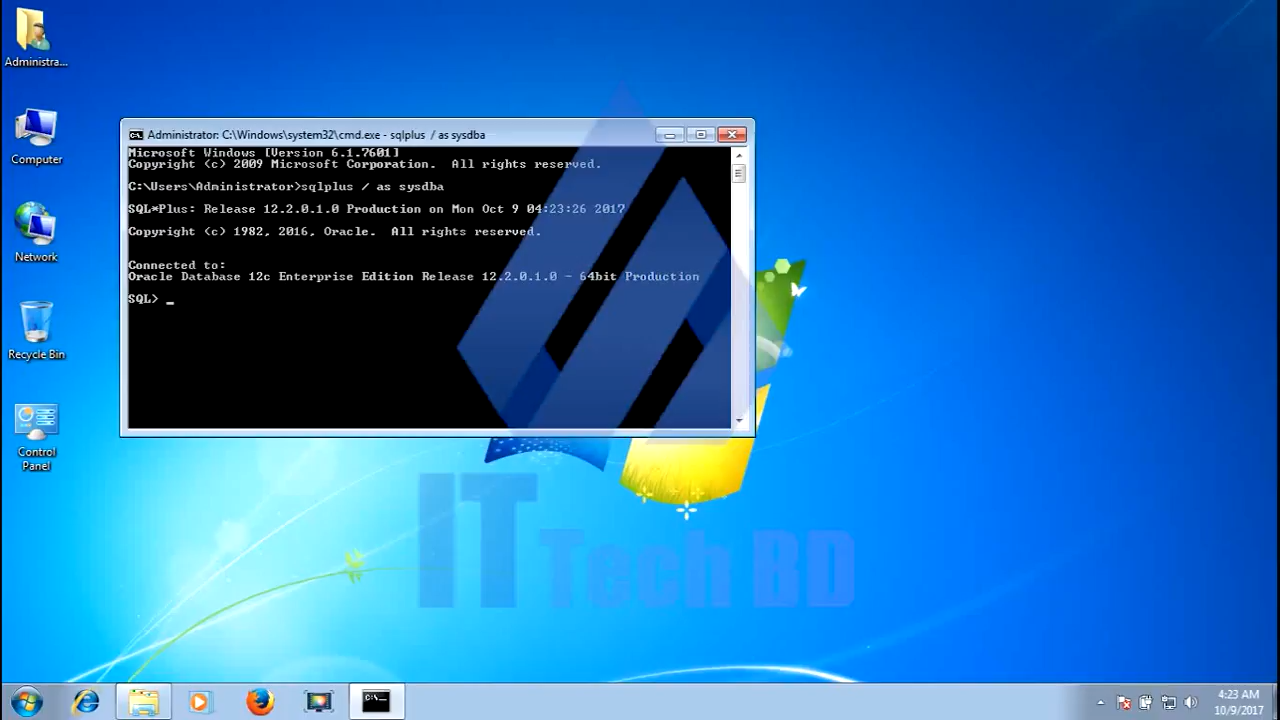 Administra...
Computer
Network
Recycle Bin
Control
Panel
Administrator: C:\Windows\system32\cmd.exe - sqlplus / as sysdba
Microsoft Windows [Version 6.1.7601]
Copyright (c) 2009 Microsoft Corporation.  All rights reserved.
C:\Users\Administrator>sqlplus / as sysdba
SQL*Plus: Release 12.2.0.1.0 Production on Mon Oct 9 04:23:26 2017
Copyright (c) 1982, 2016, Oracle.  All rights reserved.
Connected to:
Oracle Database 12c Enterprise Edition Release 12.2.0.1.0 - 64bit Production
SQL> _
IT Tech BD
4:23 AM
10/9/2017